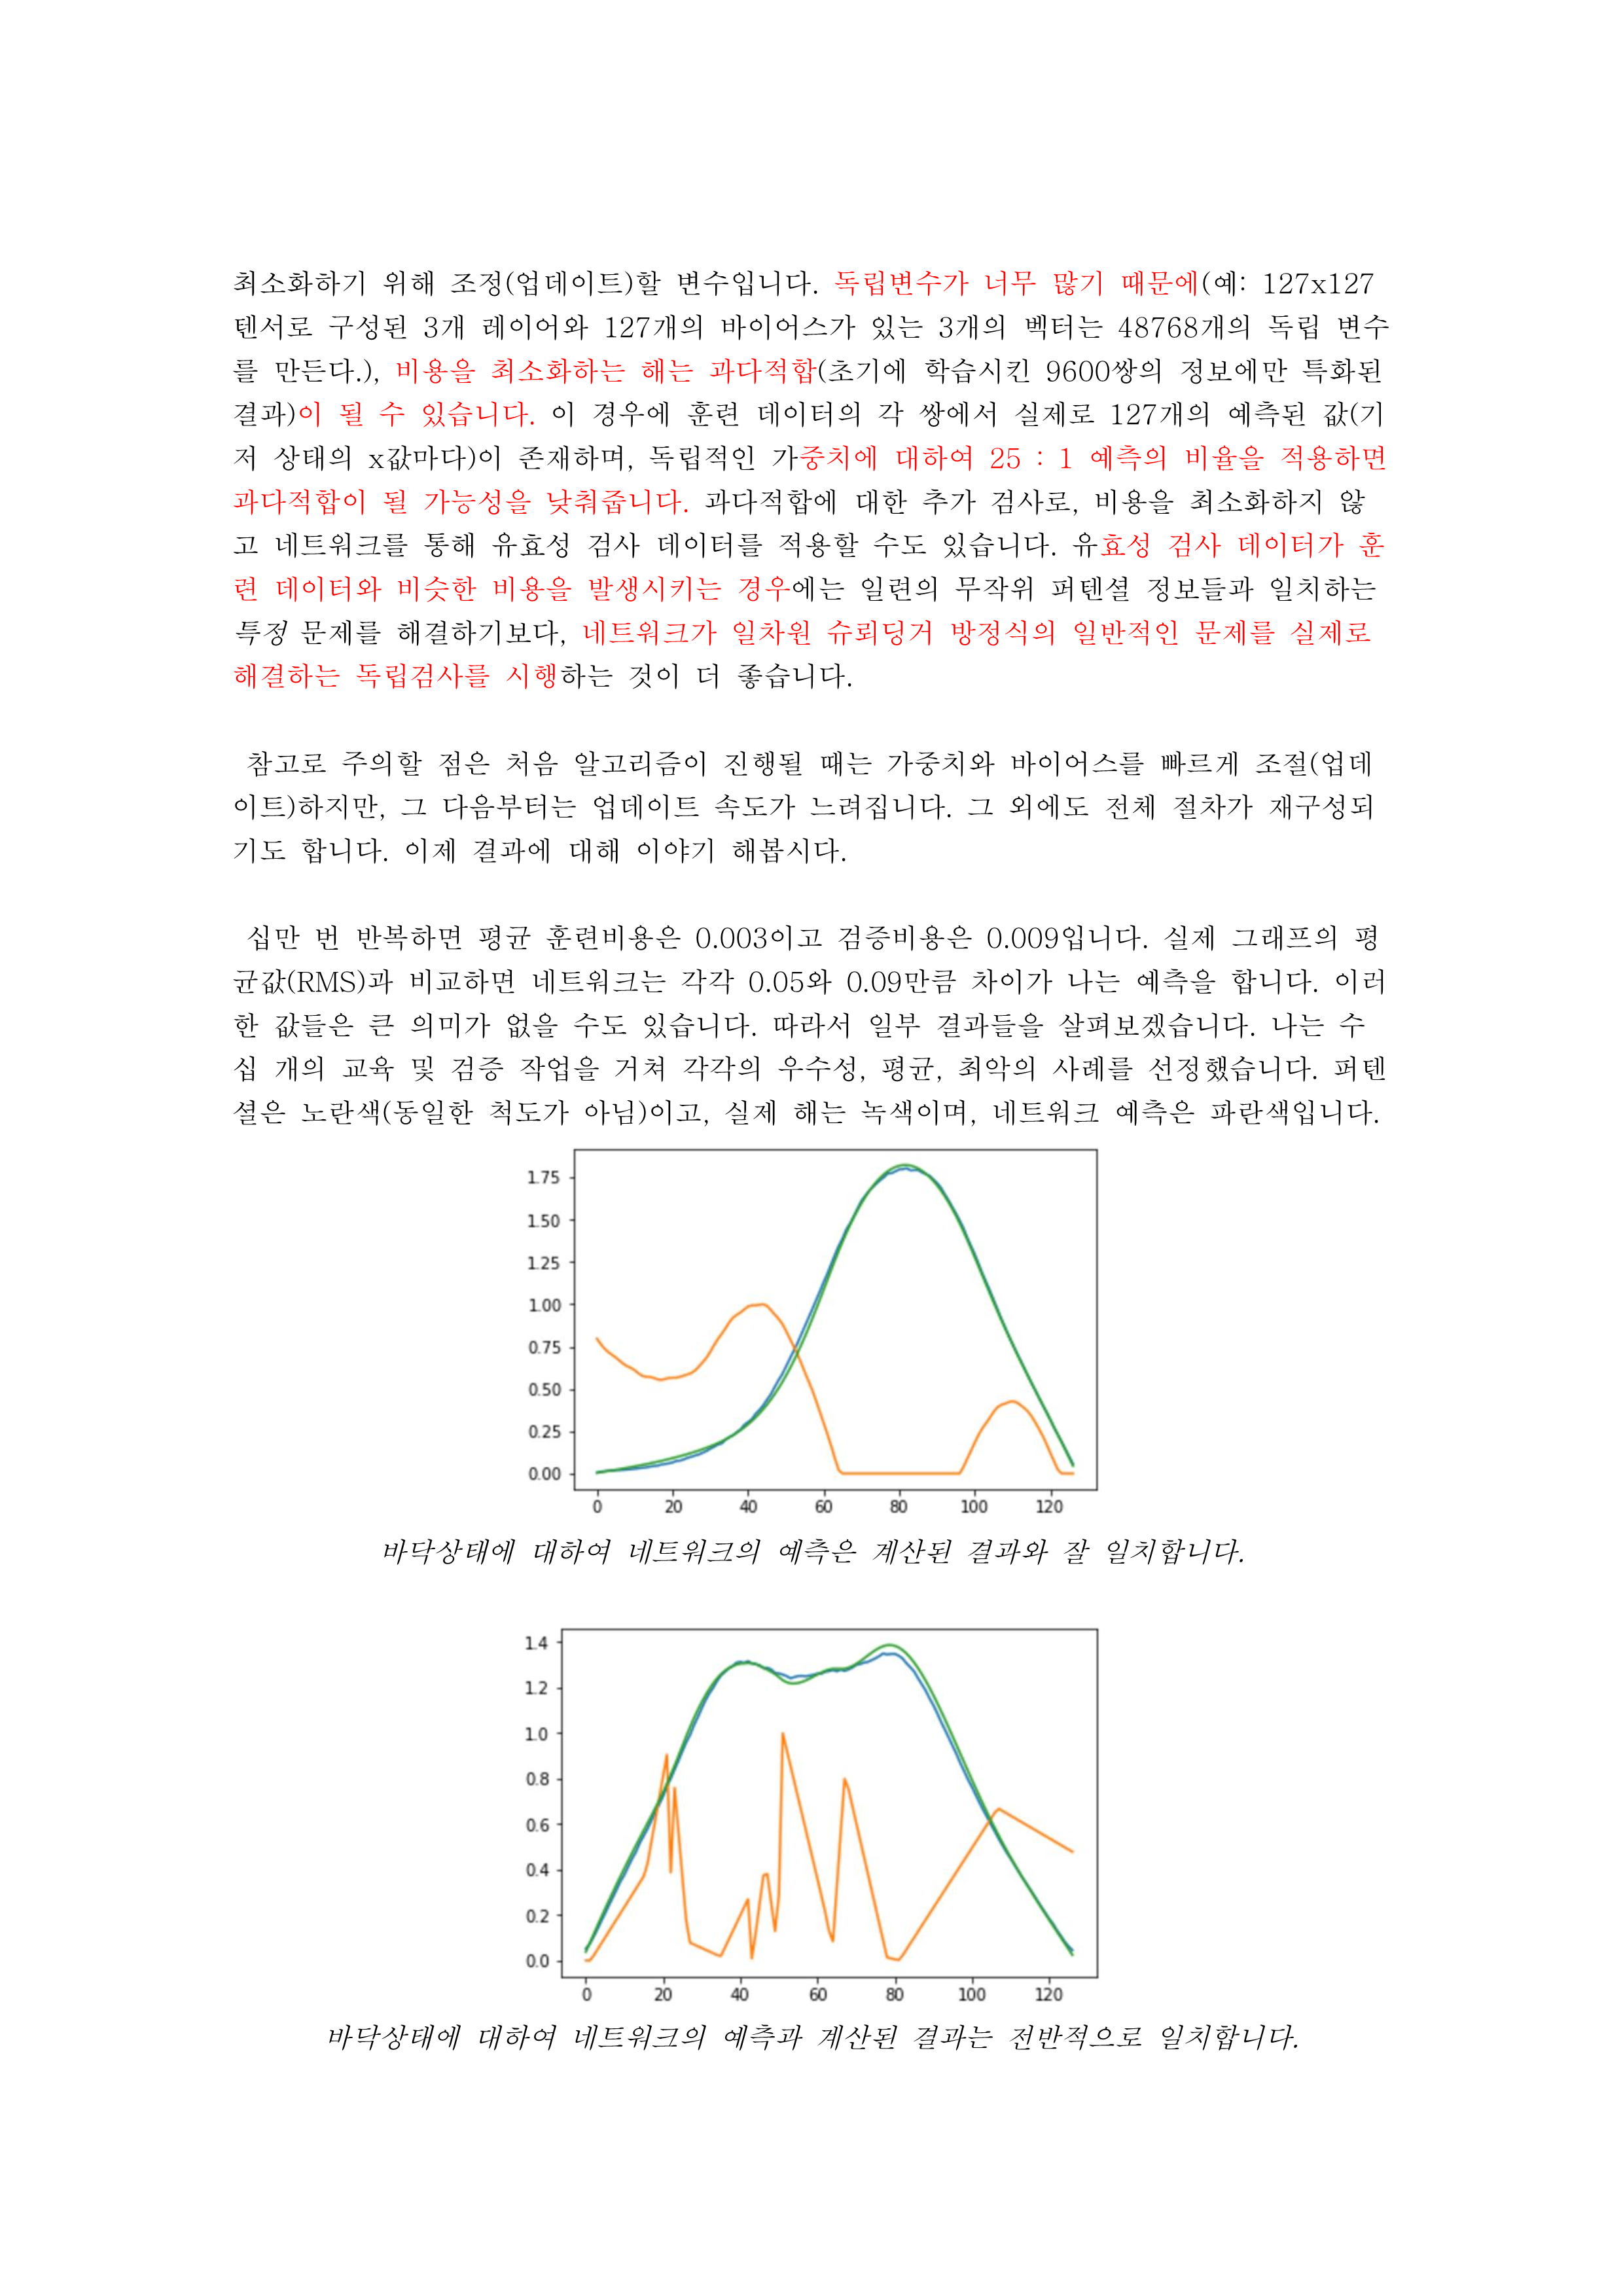 최소화하기 위해 조정(업데이트)할 변수입니다. 독립변수가 너무 많기 때문에(예: 127x127
텐서로 구성된 3개 레이어와 127개의 바이어스가 있는 3개의 벡터는 48768개의 독립 변수
를 만든다.), 비용을 최소화하는 해는 과다적합(초기에 학습시킨 9600쌍의 정보에만 특화된
결과)이 될 수 있습니다. 이 경우에 훈련 데이터의 각 쌍에서 실제로 127개의 예측된 값(기
저 상태의 x값마다)이 존재하며, 독립적인 가중치에 대하여 25 : 1 예측의 비율을 적용하면
과다적합이 될 가능성을 낮춰줍니다. 과다적합에 대한 추가 검사로, 비용을 최소화하지 않
고 네트워크를 통해 유효성 검사 데이터를 적용할 수도 있습니다. 유효성 검사 데이터가 훈
련 데이터와 비슷한 비용을 발생시키는 경우에는 일련의 무작위 퍼텐셜 정보들과 일치하는
특정 문제를 해결하기보다, 네트워크가 일차원 슈뢰딩거 방정식의 일반적인 문제를 실제로
해결하는 독립검사를 시행하는 것이 더 좋습니다.
참고로 주의할 점은 처음 알고리즘이 진행될 때는 가중치와 바이어스를 빠르게 조절(업데
이트)하지만, 그 다음부터는 업데이트 속도가 느려집니다. 그 외에도 전체 절차가 재구성되
기도 합니다. 이제 결과에 대해 이야기 해봅시다.
십만 번 반복하면 평균 훈련비용은 0.003이고 검증비용은 0.009입니다. 실제 그래프의 평
균값(RMS)과 비교하면 네트워크는 각각 0.05와 0.09만큼 차이가 나는 예측을 합니다. 이러
한 값들은 큰 의미가 없을 수도 있습니다. 따라서 일부 결과들을 살펴보겠습니다. 나는 수
십 개의 교육 및 검증 작업을 거쳐 각각의 우수성, 평균, 최악의 사례를 선정했습니다. 퍼텐
셜은 노란색(동일한 척도가 아님)이고, 실제 해는 녹색이며, 네트워크 예측은 파란색입니다.
1.75
1.50
1.25
1.00
0.75
0.50
0.25
0.00
0 20 40 60 80 100 120
바닥상태에 대하여 네트워크의 예측은 계산된 결과와 잘 일치합니다.
1.4
1.2
1.0
0.8
0.6
0.4
0.2
0.0
0 20 40 60 80 100 120
바닥상태에 대하여 네트워크의 예측과 계산된 결과는 전반적으로 일치합니다.